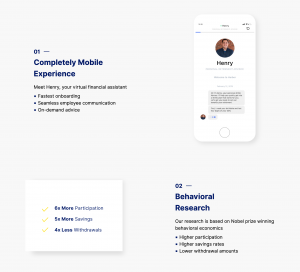 Henry
Henry
01
Completely Mobile
Experience
Meet Henry, your virtual financial assistant
Fastest onboarding
Seamless employee communication
On-demand advice
6x More Participation
5x More Savings
4x Less Withdrawals
02
Behavioral
Research
Our research is based on Nobel prize winning
behavioral economics
Higher participation
Higher savings rates
Lower withdrawal amounts